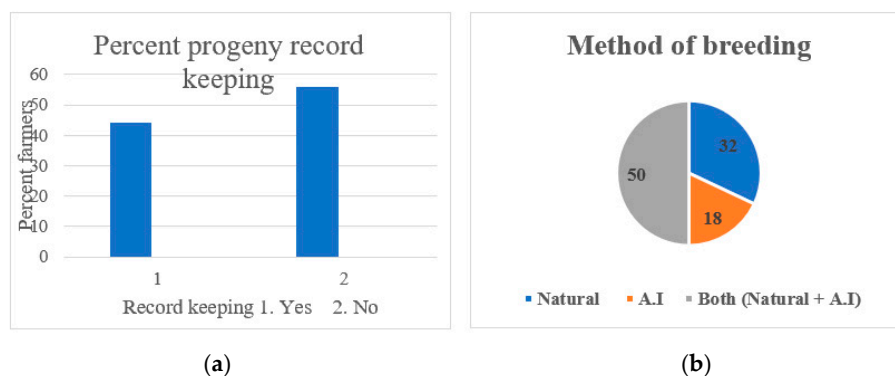 Percent progeny record
keeping
Percent farmers
60
50
40
30
20
10
0
1 2
Record keeping 1. Yes 2. No
(a)
Method of breeding
32
50
18
Natural A.I Both (Natural + A.I)
(b)